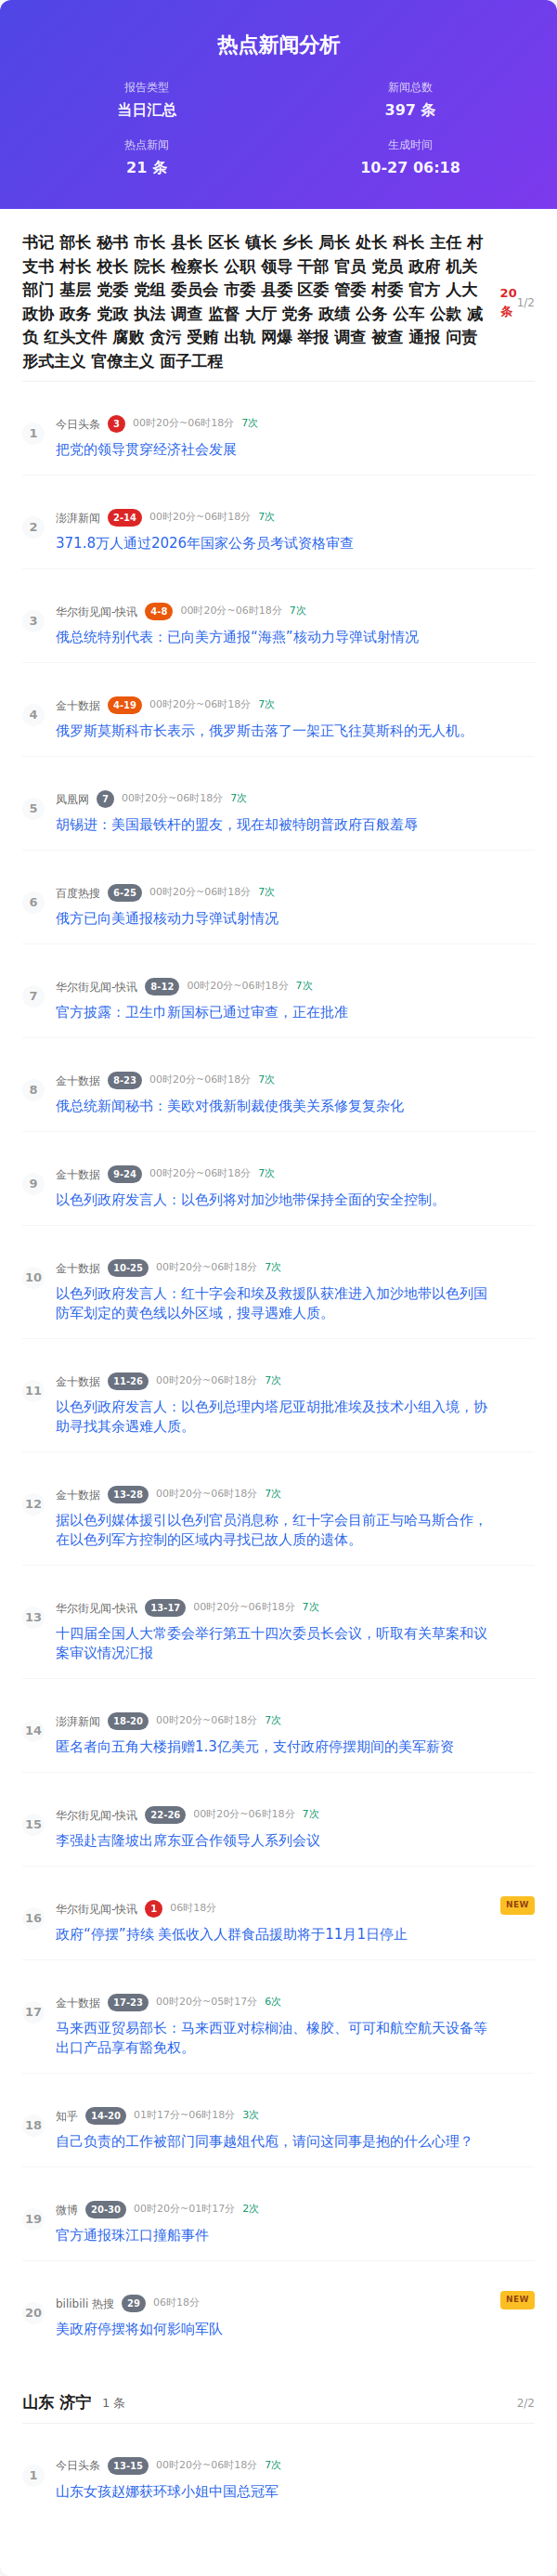 热点新闻分析
报告类型
当日汇总
新闻总数
397 条
热点新闻
21 条
生成时间
10-27 06:18
书记 部长 秘书 市长 县长 区长 镇长 乡长 局长 处长 科长 主任 村
支书 村长 校长 院长 检察长 公职 领导 干部 官员 党员 政府 机关
部门 基层 党委 党组 委员会 市委 县委 区委 管委 村委 官方 人大
政协 政务 党政 执法 调查 监督 大厅 党务 政绩 公务 公车 公款 减
负 红头文件 腐败 贪污 受贿 出轨 网爆 举报 调查 被查 通报 问责
形式主义 官僚主义 面子工程
20
条
1/2
1
今日头条 3 00时20分~06时18分 7次
把党的领导贯穿经济社会发展
2
澎湃新闻 2-14 00时20分~06时18分 7次
371.8万人通过2026年国家公务员考试资格审查
3
华尔街见闻-快讯 4-8 00时20分~06时18分 7次
俄总统特别代表：已向美方通报“海燕”核动力导弹试射情况
4
金十数据 4-19 00时20分~06时18分 7次
俄罗斯莫斯科市长表示，俄罗斯击落了一架正飞往莫斯科的无人机。
5
凤凰网 7 00时20分~06时18分 7次
胡锡进：美国最铁杆的盟友，现在却被特朗普政府百般羞辱
6
百度热搜 6-25 00时20分~06时18分 7次
俄方已向美通报核动力导弹试射情况
7
华尔街见闻-快讯 8-12 00时20分~06时18分 7次
官方披露：卫生巾新国标已通过审查，正在批准
8
金十数据 8-23 00时20分~06时18分 7次
俄总统新闻秘书：美欧对俄新制裁使俄美关系修复复杂化
9
金十数据 9-24 00时20分~06时18分 7次
以色列政府发言人：以色列将对加沙地带保持全面的安全控制。
10
金十数据 10-25 00时20分~06时18分 7次
以色列政府发言人：红十字会和埃及救援队获准进入加沙地带以色列国
防军划定的黄色线以外区域，搜寻遇难人质。
11
金十数据 11-26 00时20分~06时18分 7次
以色列政府发言人：以色列总理内塔尼亚胡批准埃及技术小组入境，协
助寻找其余遇难人质。
12
金十数据 13-28 00时20分~06时18分 7次
据以色列媒体援引以色列官员消息称，红十字会目前正与哈马斯合作，
在以色列军方控制的区域内寻找已故人质的遗体。
13
华尔街见闻-快讯 13-17 00时20分~06时18分 7次
十四届全国人大常委会举行第五十四次委员长会议，听取有关草案和议
案审议情况汇报
14
澎湃新闻 18-20 00时20分~06时18分 7次
匿名者向五角大楼捐赠1.3亿美元，支付政府停摆期间的美军薪资
15
华尔街见闻-快讯 22-26 00时20分~06时18分 7次
李强赴吉隆坡出席东亚合作领导人系列会议
16
华尔街见闻-快讯 1 06时18分
NEW
政府“停摆”持续 美低收入人群食品援助将于11月1日停止
17
金十数据 17-23 00时20分~05时17分 6次
马来西亚贸易部长：马来西亚对棕榈油、橡胶、可可和航空航天设备等
出口产品享有豁免权。
18
知乎 14-20 01时17分~06时18分 3次
自己负责的工作被部门同事越俎代庖，请问这同事是抱的什么心理？
19
微博 20-30 00时20分~01时17分 2次
官方通报珠江口撞船事件
20
bilibili 热搜 29 06时18分
NEW
美政府停摆将如何影响军队
山东 济宁 1 条
2/2
1
今日头条 13-15 00时20分~06时18分 7次
山东女孩赵娜获环球小姐中国总冠军